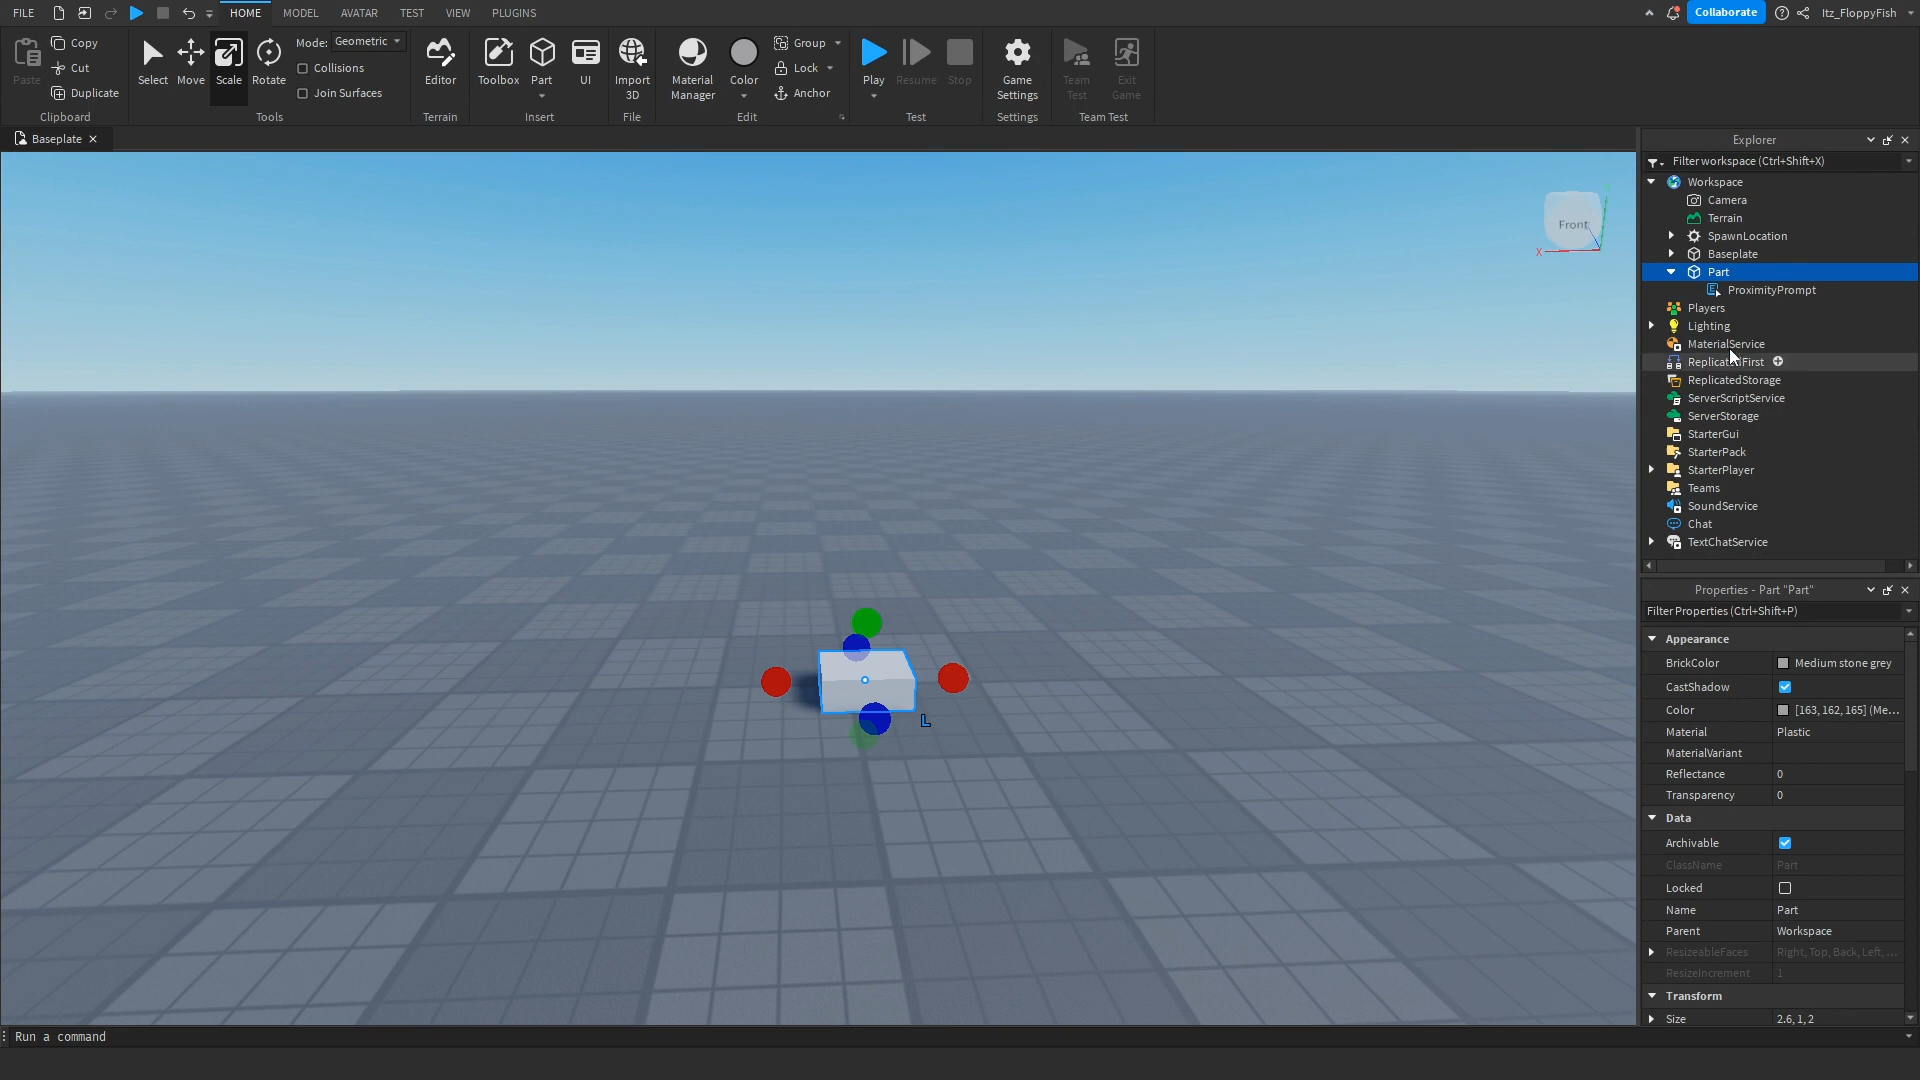 FILE HOME MODEL AVATAR TEST VIEW PLUGINS Collaborate Itz_FloppyFish
Paste Copy Cut Duplicate
Clipboard
Select Move Scale Rotate Mode: Geometric
Collisions
Join Surfaces
Tools
Editor
Terrain
Toolbox Part UI
Insert
Import 3D
File
Material Manager Color Group Lock Anchor
Edit
Play Resume Stop
Test
Game Settings
Settings
Team Test Exit Game
Team Test
Baseplate
Front
X
L
Explorer
Filter workspace (Ctrl+Shift+X)
Workspace
Camera
Terrain
SpawnLocation
Baseplate
Part
ProximityPrompt
Players
Lighting
MaterialService
ReplicatedFirst
ReplicatedStorage
ServerScriptService
ServerStorage
StarterGui
StarterPack
StarterPlayer
Teams
SoundService
Chat
TextChatService
Properties - Part "Part"
Filter Properties (Ctrl+Shift+P)
Appearance
BrickColor Medium stone grey
CastShadow
Color [163, 162, 165] (Me...
Material Plastic
MaterialVariant
Reflectance 0
Transparency 0
Data
Archivable
ClassName Part
Locked
Name Part
Parent Workspace
ResizeableFaces Right, Top, Back, Left, ...
ResizeIncrement 1
Transform
Size 2.6, 1, 2
Run a command